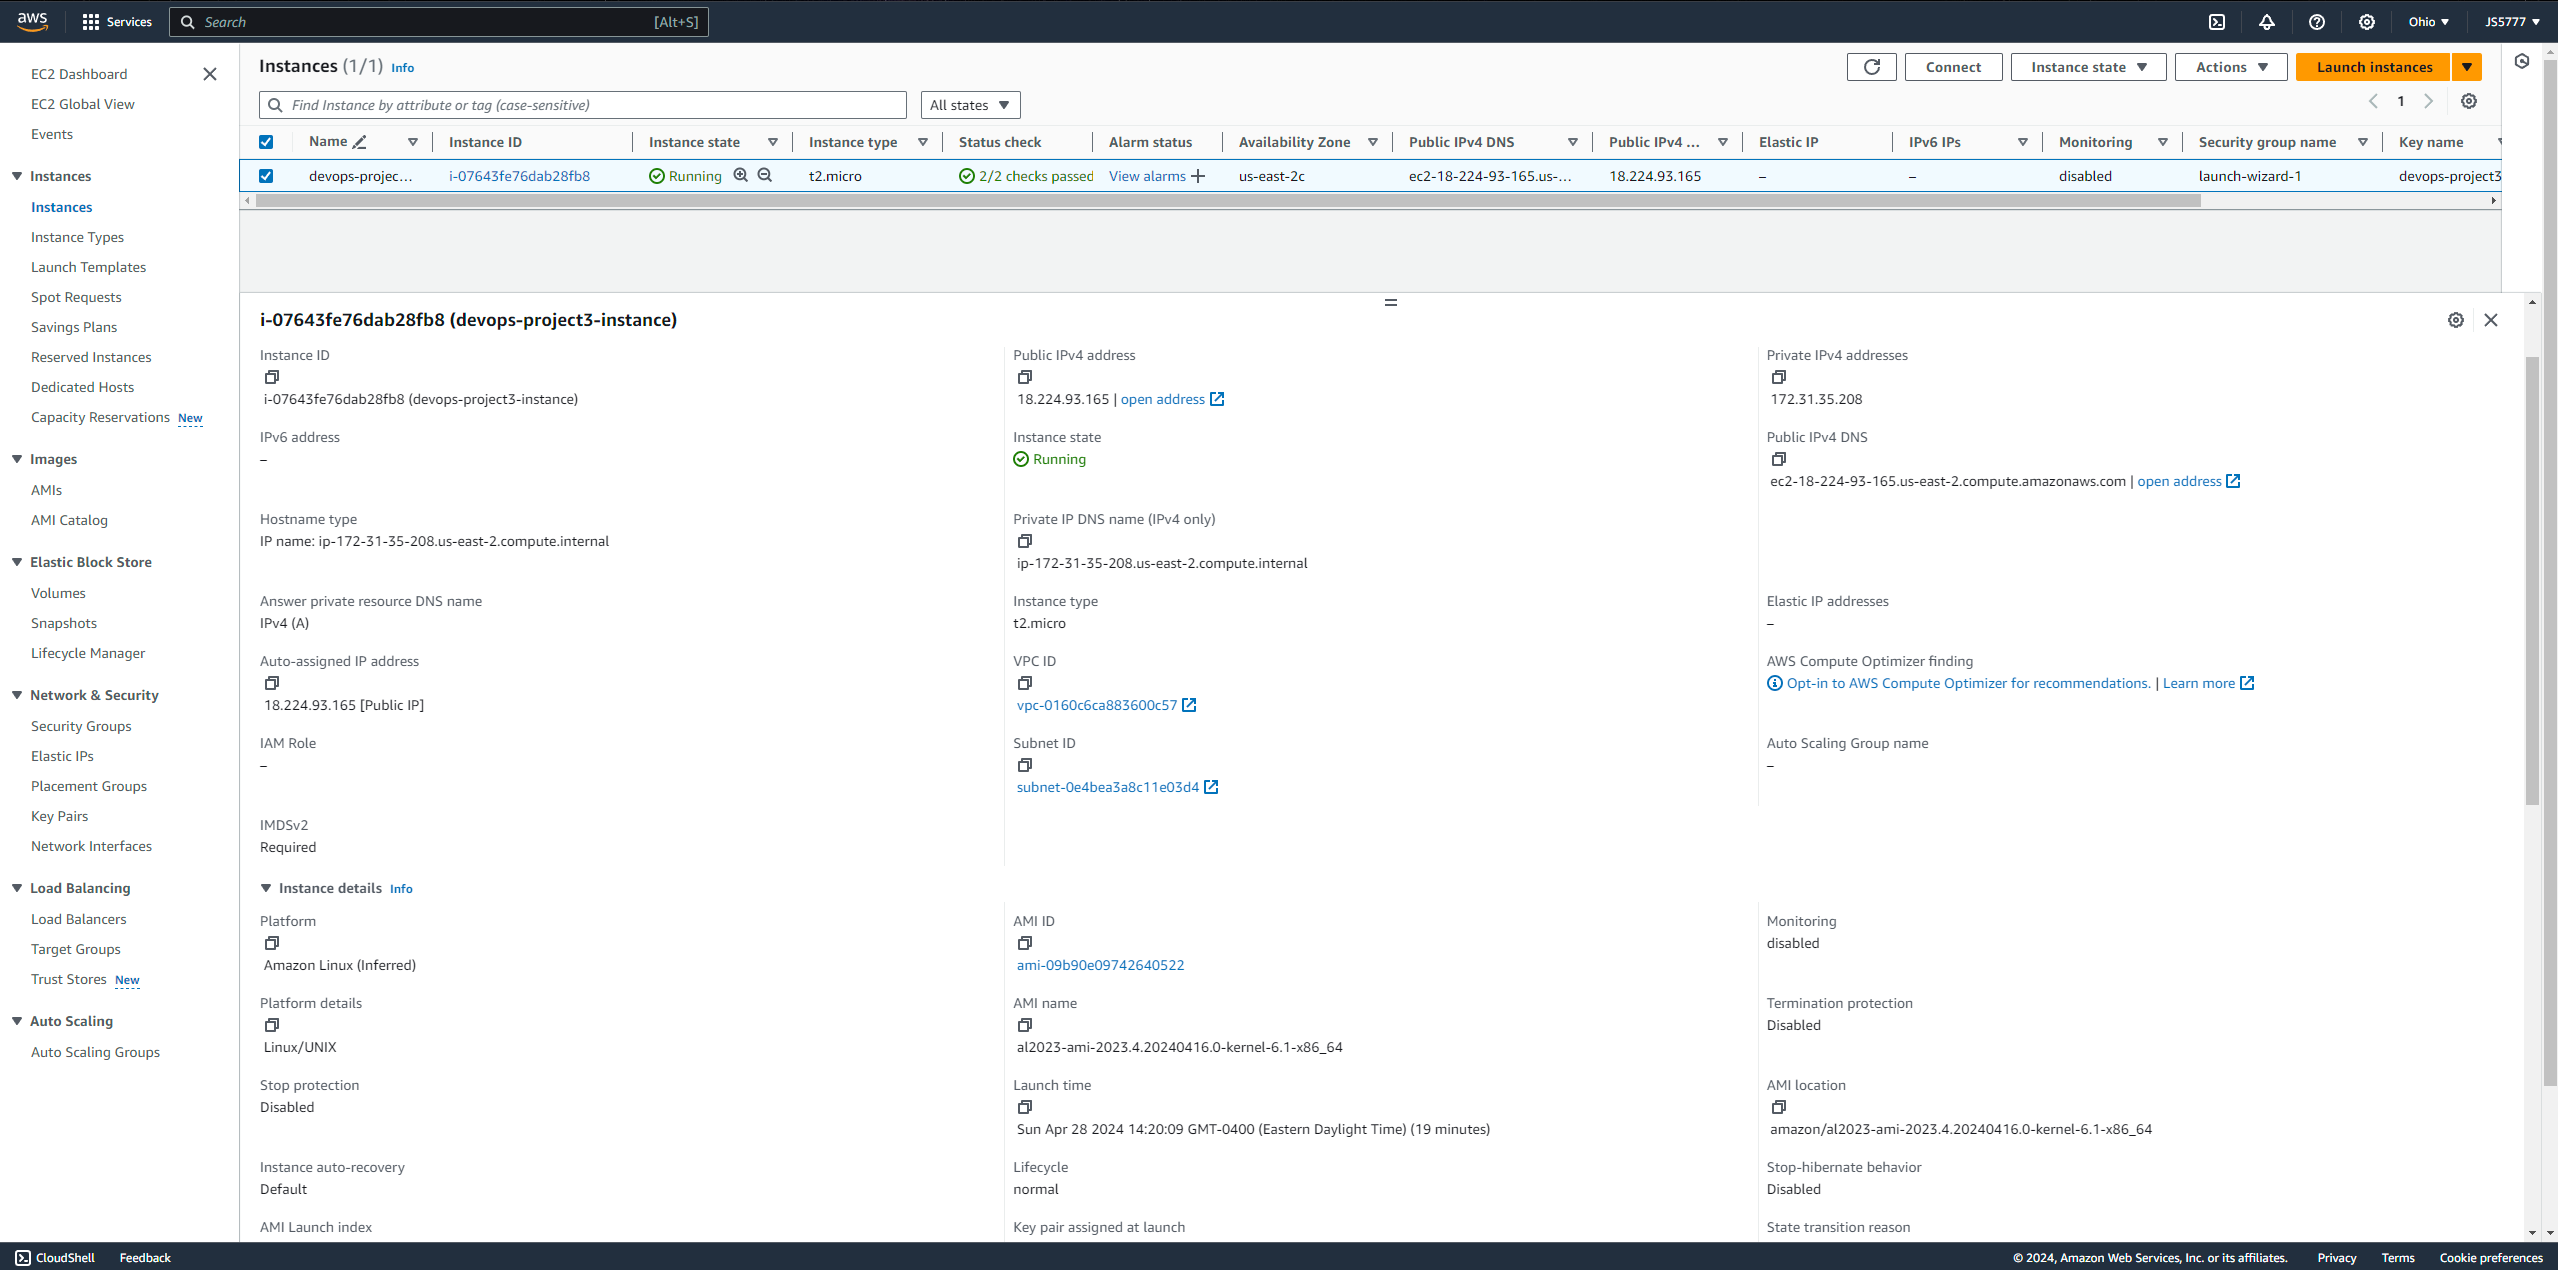 aws Services Search [Alt+S] Ohio JS5777
EC2 Dashboard
EC2 Global View
Events
Instances
Instances
Instance Types
Launch Templates
Spot Requests
Savings Plans
Reserved Instances
Dedicated Hosts
Capacity Reservations New
Images
AMIs
AMI Catalog
Elastic Block Store
Volumes
Snapshots
Lifecycle Manager
Network & Security
Security Groups
Elastic IPs
Placement Groups
Key Pairs
Network Interfaces
Load Balancing
Load Balancers
Target Groups
Trust Stores New
Auto Scaling
Auto Scaling Groups
Instances (1/1) Info Connect Instance state Actions Launch instances
Find Instance by attribute or tag (case-sensitive) All states 1
Name Instance ID Instance state Instance type Status check Alarm status Availability Zone Public IPv4 DNS Public IPv4 ... Elastic IP IPv6 IPs Monitoring Security group name Key name
devops-projec... i-07643fe76dab28fb8 Running t2.micro 2/2 checks passed View alarms us-east-2c ec2-18-224-93-165.us-... 18.224.93.165 – – disabled launch-wizard-1 devops-project3
i-07643fe76dab28fb8 (devops-project3-instance)
Instance ID Public IPv4 address Private IPv4 addresses
i-07643fe76dab28fb8 (devops-project3-instance) 18.224.93.165 | open address 172.31.35.208
IPv6 address Instance state Public IPv4 DNS
– Running
ec2-18-224-93-165.us-east-2.compute.amazonaws.com | open address
Hostname type Private IP DNS name (IPv4 only)
IP name: ip-172-31-35-208.us-east-2.compute.internal
ip-172-31-35-208.us-east-2.compute.internal
Answer private resource DNS name Instance type Elastic IP addresses
IPv4 (A) t2.micro –
Auto-assigned IP address VPC ID AWS Compute Optimizer finding
Opt-in to AWS Compute Optimizer for recommendations. | Learn more
18.224.93.165 [Public IP] vpc-0160c6ca883600c57
IAM Role Subnet ID Auto Scaling Group name
– –
subnet-0e4bea3a8c11e03d4
IMDSv2
Required
Instance details Info
Platform AMI ID Monitoring
disabled
Amazon Linux (Inferred) ami-09b90e09742640522
Platform details AMI name Termination protection
Disabled
Linux/UNIX al2023-ami-2023.4.20240416.0-kernel-6.1-x86_64
Stop protection Launch time AMI location
Disabled
Sun Apr 28 2024 14:20:09 GMT-0400 (Eastern Daylight Time) (19 minutes) amazon/al2023-ami-2023.4.20240416.0-kernel-6.1-x86_64
Instance auto-recovery Lifecycle Stop-hibernate behavior
Default normal Disabled
AMI Launch index Key pair assigned at launch State transition reason
CloudShell Feedback © 2024, Amazon Web Services, Inc. or its affiliates. Privacy Terms Cookie preferences